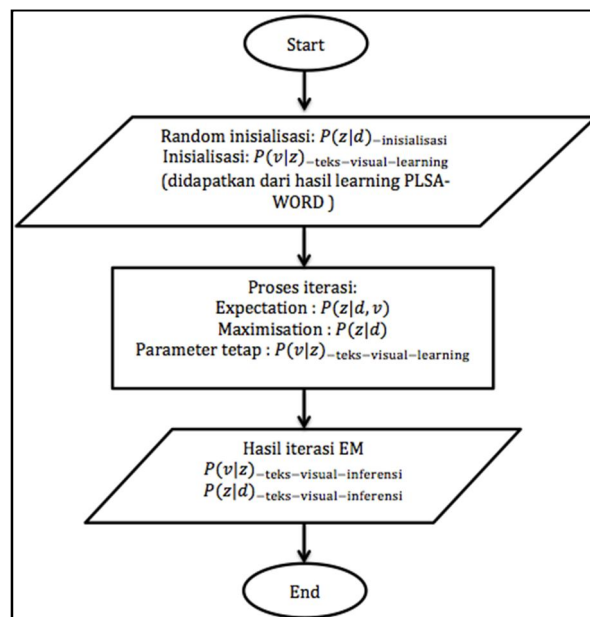 Start
Random inisialisasi: P(z|d)₋inisialisasi
Inisialisasi: P(v|z)₋teks−visual−learning
(didapatkan dari hasil learning PLSA-
WORD )
Proses iterasi:
Expectation : P(z|d, v)
Maximisation : P(z|d)
Parameter tetap : P(v|z)₋teks−visual−learning
Hasil iterasi EM
P(v|z)₋teks−visual−inferensi
P(z|d)₋teks−visual−inferensi
End